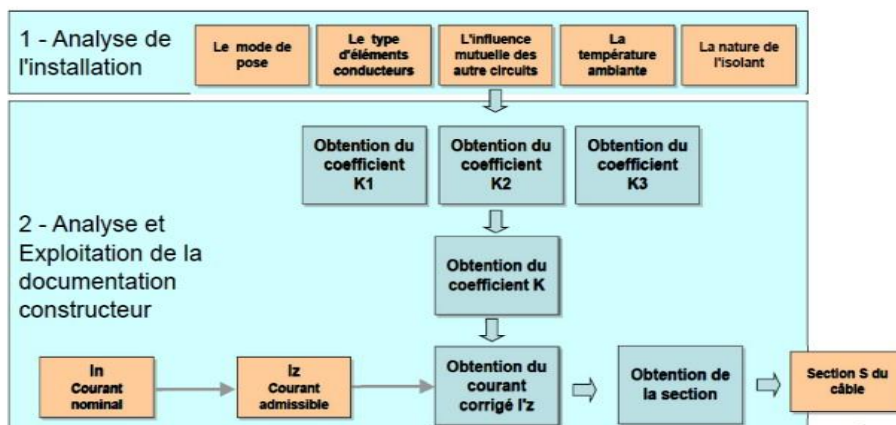 1 - Analyse de
l'installation
Le mode de
pose
Le type
d'éléments
conducteurs
L'influence
mutuelle des
autre circuits
La
température
ambiante
La nature de
l'isolant
2 - Analyse et
Exploitation de la
documentation
constructeur
Obtention du
coefficient
K1
Obtention du
coefficient
K2
Obtention du
coefficient
K3
Obtention du
coefficient K
In
Courant
nominal
Iz
Courant
admissible
Obtention du
courant
corrigé I'z
Obtention de
la section
Section S du
câble